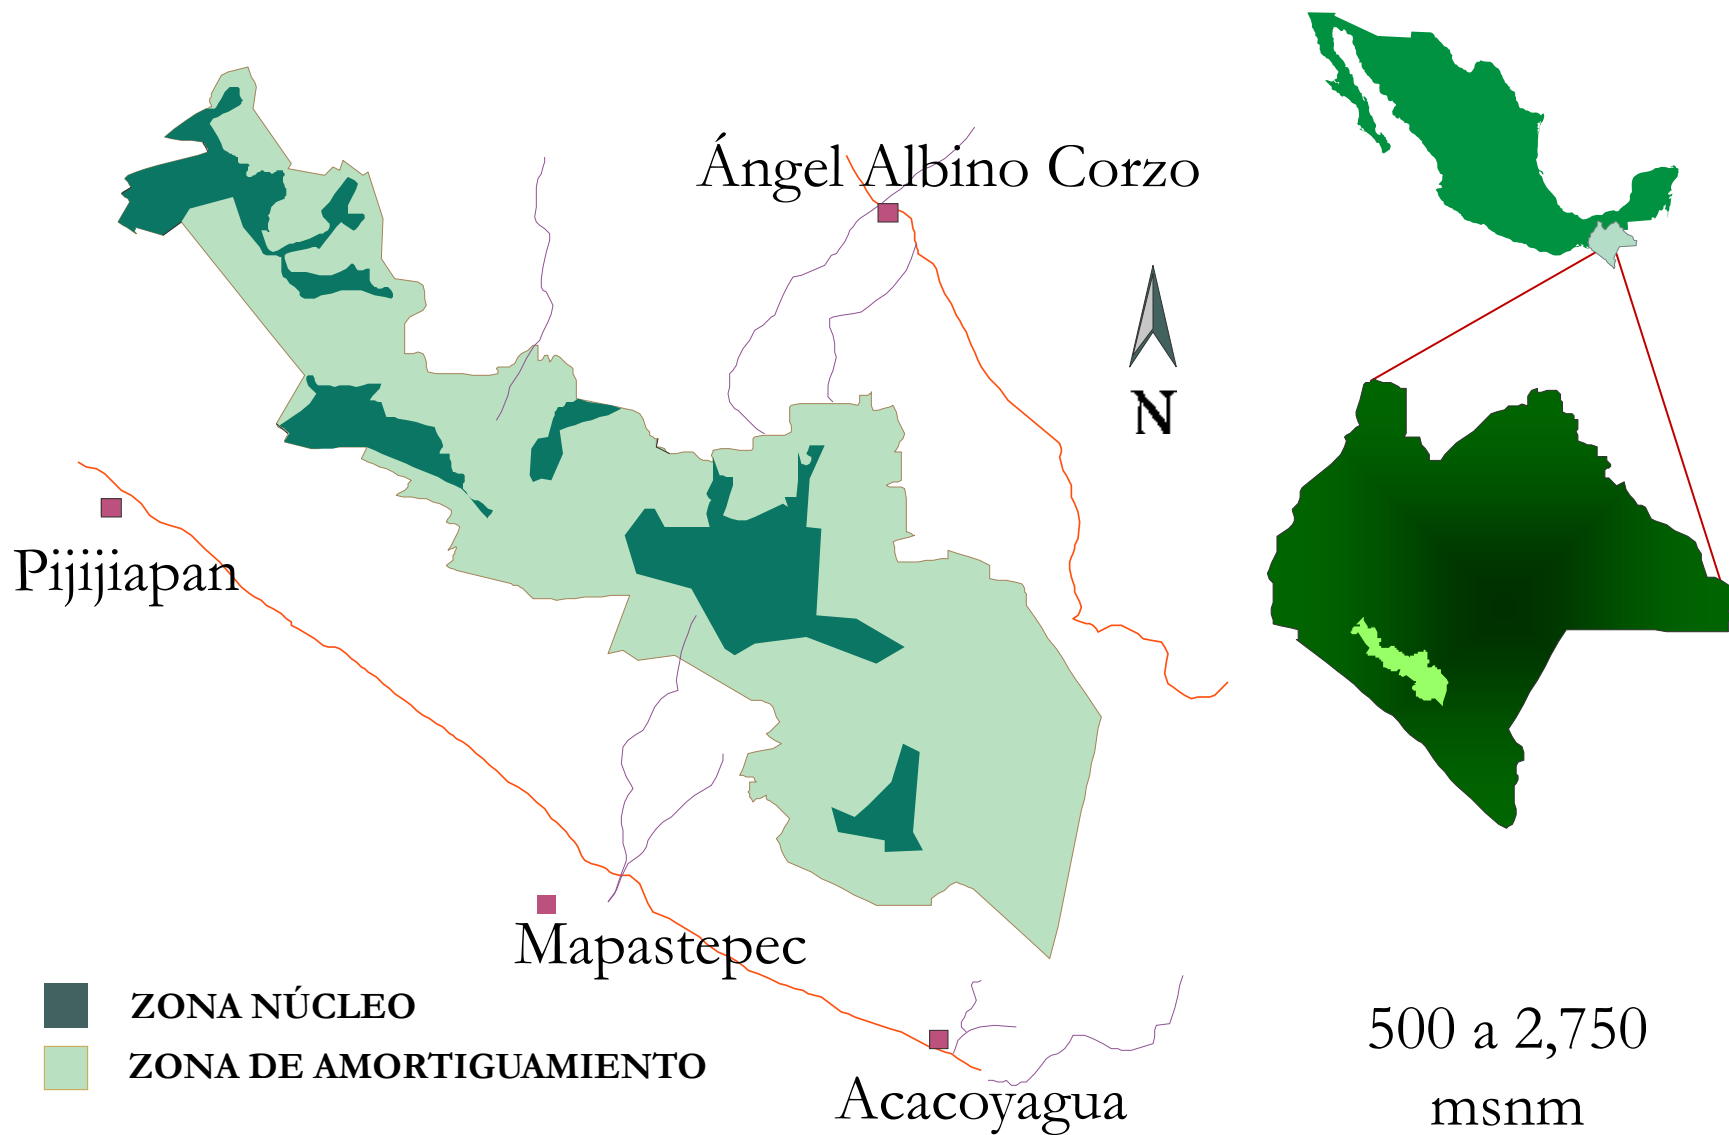 Ángel Albino Corzo
N
Pijijiapan
Mapastepec
ZONA NÚCLEO
ZONA DE AMORTIGUAMIENTO
Acacoyagua
500 a 2,750
msnm